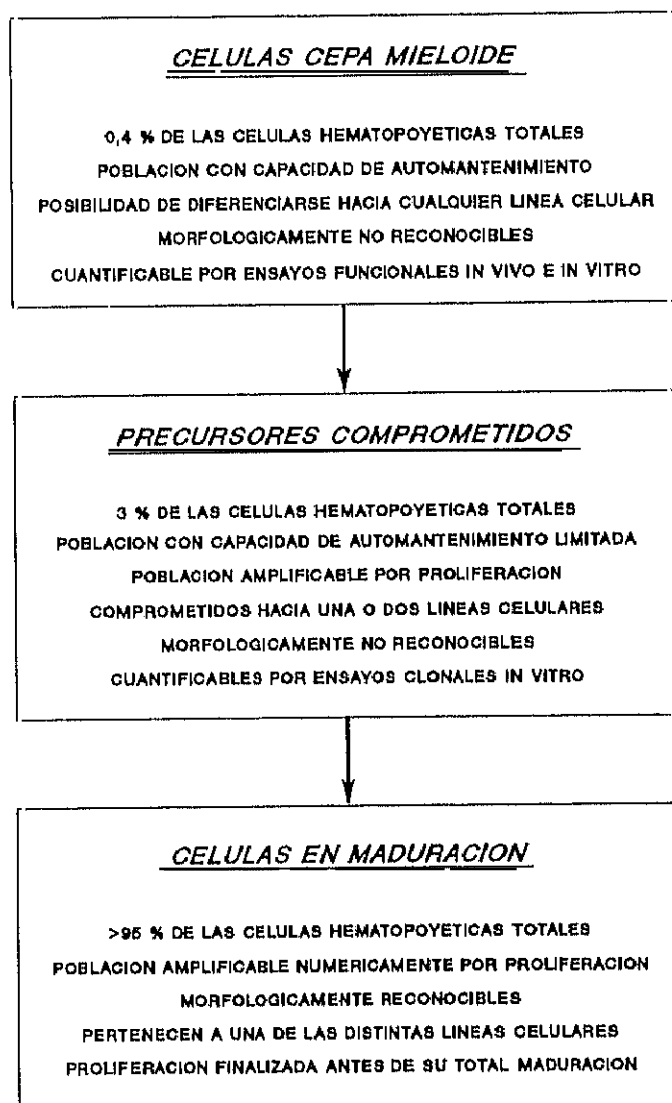 CELULAS CEPA MIELOIDE
0,4 % DE LAS CELULAS HEMATOPOYETICAS TOTALES
POBLACION CON CAPACIDAD DE AUTOMANTENIMIENTO
POSIBILIDAD DE DIFERENCIARSE HACIA CUALQUIER LINEA CELULAR
MORFOLOGICAMENTE NO RECONOCIBLES
CUANTIFICABLE POR ENSAYOS FUNCIONALES IN VIVO E IN VITRO
PRECURSORES COMPROMETIDOS
3 % DE LAS CELULAS HEMATOPOYETICAS TOTALES
POBLACION CON CAPACIDAD DE AUTOMANTENIMIENTO LIMITADA
POBLACION AMPLIFICABLE POR PROLIFERACION
COMPROMETIDOS HACIA UNA O DOS LINEAS CELULARES
MORFOLOGICAMENTE NO RECONOCIBLES
CUANTIFICABLES POR ENSAYOS CLONALES IN VITRO
CELULAS EN MADURACION
>95 % DE LAS CELULAS HEMATOPOYETICAS TOTALES
POBLACION AMPLIFICABLE NUMERICAMENTE POR PROLIFERACION
MORFOLOGICAMENTE RECONOCIBLES
PERTENECEN A UNA DE LAS DISTINTAS LINEAS CELULARES
PROLIFERACION FINALIZADA ANTES DE SU TOTAL MADURACION